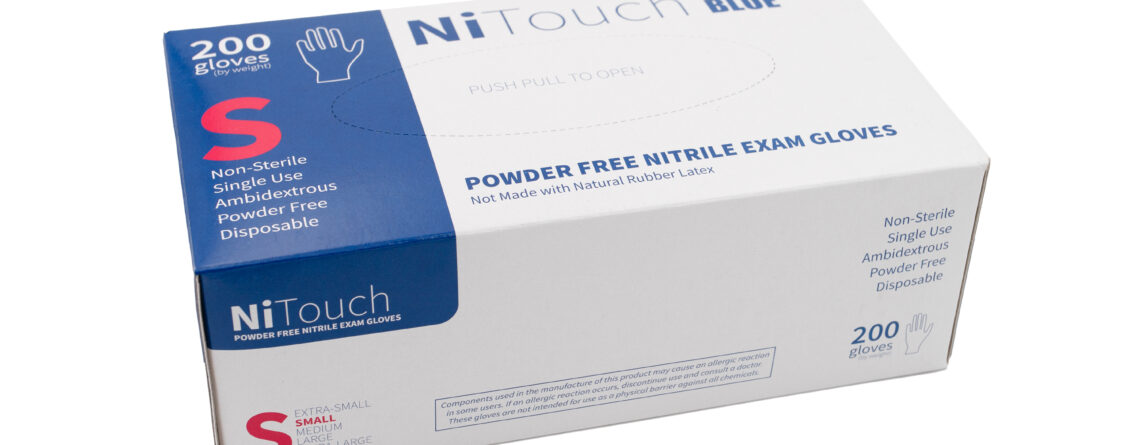 200
gloves
(by weight)
NiTouch BLUE
PUSH PULL TO OPEN
S
Non-Sterile
Single Use
Ambidextrous
Powder Free
Disposable
POWDER FREE NITRILE EXAM GLOVES
Not Made with Natural Rubber Latex
NiTouch
POWDER FREE NITRILE EXAM GLOVES
Non-Sterile
Single Use
Ambidextrous
Powder Free
Disposable
200
gloves
(by weight)
Components used in the manufacture of this product may cause an allergic reaction
in some users. If an allergic reaction occurs, discontinue use and consult a doctor.
These gloves are not intended for use as a physical barrier against all chemicals.
S
EXTRA-SMALL
SMALL
MEDIUM
LARGE